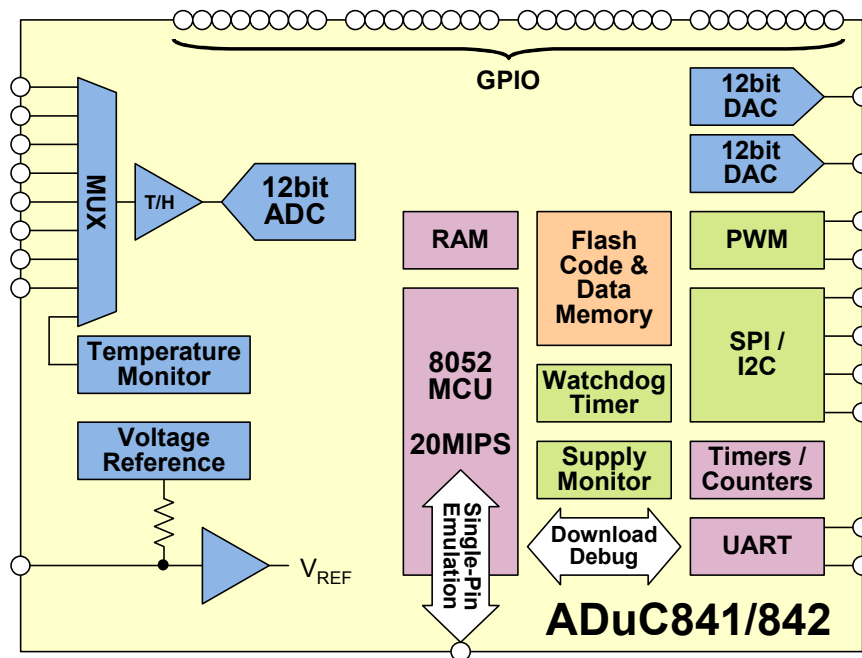 GPIO
12bit
DAC
12bit
DAC
MUX
T/H
12bit
ADC
RAM
Flash
Code &
Data
Memory
PWM
8052
MCU
20MIPS
SPI /
I2C
Temperature
Monitor
Watchdog
Timer
Voltage
Reference
Supply
Monitor
Timers /
Counters
Single-Pin
Emulation
Download
Debug
UART
VREF
ADuC841/842